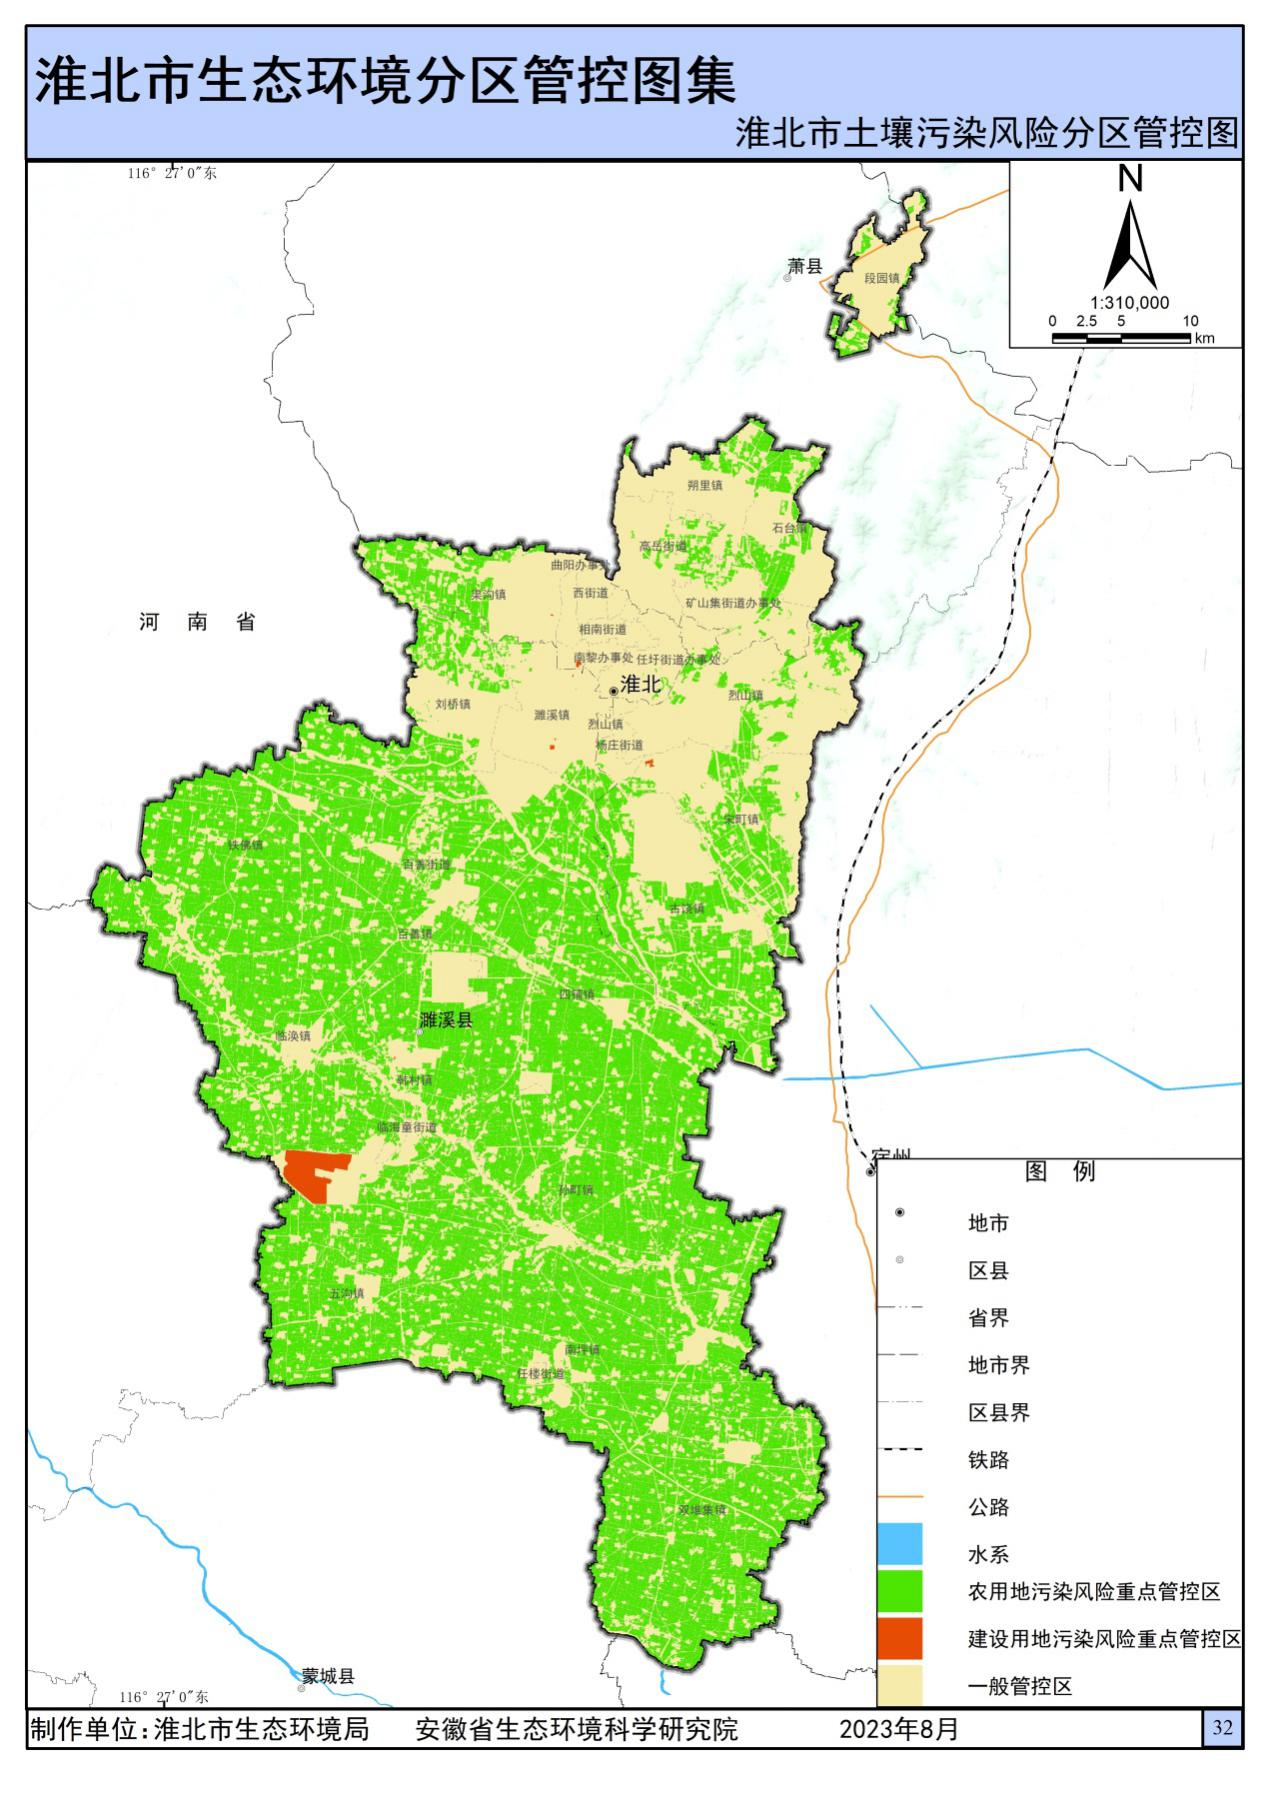 淮北市生态环境分区管控图集
淮北市土壤污染风险分区管控图
116° 27′0″东
N
1:310,000
0 2.5 5 10
km
萧县
段园镇
朔里镇
石台镇
高岳街道
曲阳办事处
渠沟镇
西街道
矿山集街道办事处
河 南 省
相南街道
南黎办事处
任圩街道办事处
淮北
烈山镇
刘桥镇
濉溪镇
烈山镇
杨庄街道
宋町镇
铁佛镇
百善街道
古饶镇
百善镇
四铺镇
濉溪县
临涣镇
韩村镇
临海童街道
宿州
孙町镇
五沟镇
南坪镇
任楼街道
双堆集镇
蒙城县
图 例
地市
区县
省界
地市界
区县界
铁路
公路
水系
农用地污染风险重点管控区
建设用地污染风险重点管控区
一般管控区
116° 27′0″东
制作单位:淮北市生态环境局 安徽省生态环境科学研究院 2023年8月 32